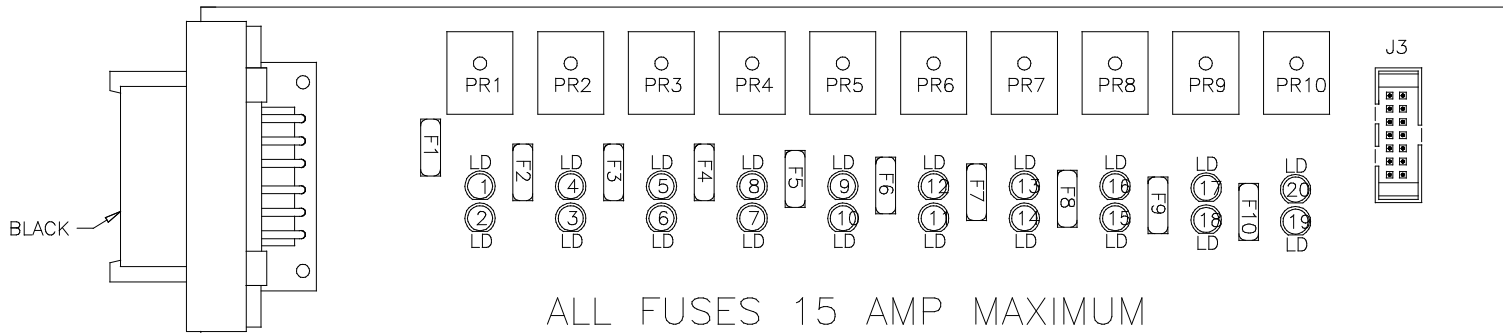 J3
PR1 PR2 PR3 PR4 PR5 PR6 PR7 PR8 PR9 PR10
F1 F2 F3 F4 F5 F6 F7 F8 F9 F10
LD LD LD LD LD LD LD LD LD LD
1 4 5 8 9 12 13 16 17 20
2 3 6 7 10 11 14 15 18 19
LD LD LD LD LD LD LD LD LD LD
BLACK
ALL FUSES 15 AMP MAXIMUM